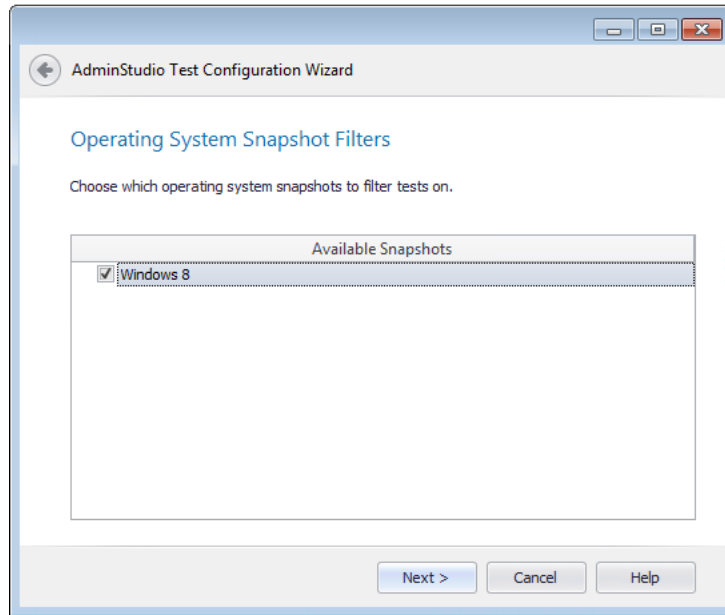 AdminStudio Test Configuration Wizard
Operating System Snapshot Filters
Choose which operating system snapshots to filter tests on.
Available Snapshots
Windows 8
Next >
Cancel
Help